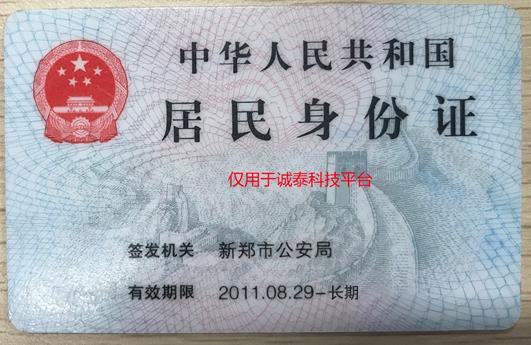 中华人民共和国
居民身份证
仅用于诚泰科技平台
签发机关 新郑市公安局
有效期限 2011.08.29-长期